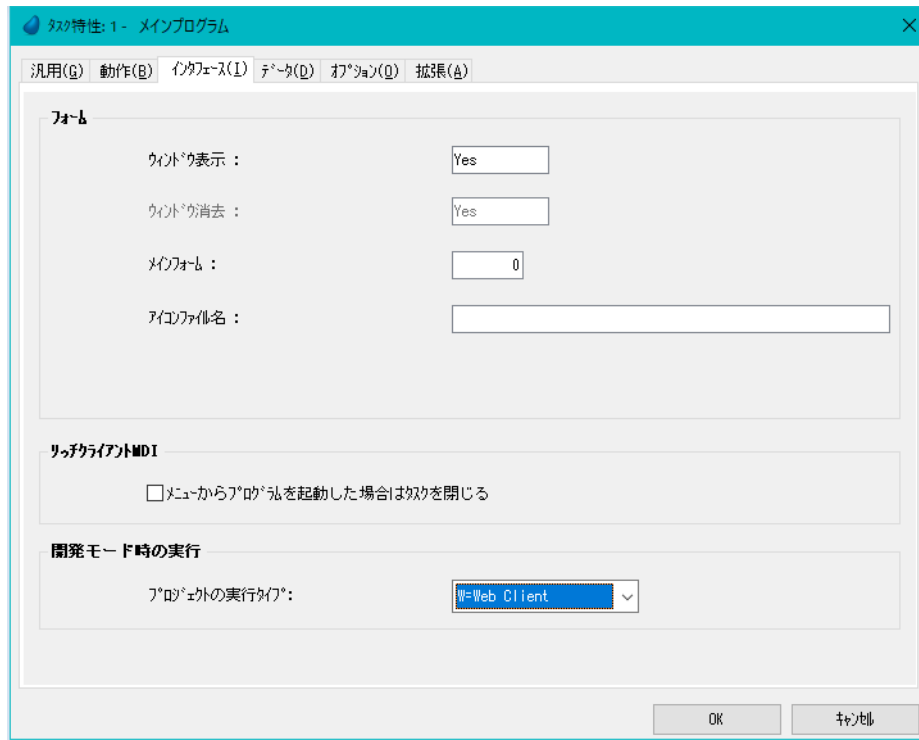 ﾀｽｸ特性: 1 - メインプログラム
汎用(G) 動作(B) ｲﾝﾀﾌｪｰｽ(I) ﾃﾞｰﾀ(D) ｵﾌﾟｼｮﾝ(O) 拡張(A)
ﾌｫｰﾑ
ｳｨﾝﾄﾞｳ表示 : Yes
ｳｨﾝﾄﾞｳ消去 : Yes
ﾒｲﾝﾌｫｰﾑ : 0
ｱｲｺﾝﾌｧｲﾙ名 :
ﾘｯﾁｸﾗｲｱﾝﾄMDI
ﾒﾆｭｰからﾌﾟﾛｸﾞﾗﾑを起動した場合はﾀｽｸを閉じる
開発モード時の実行
ﾌﾟﾛｼﾞｪｸﾄの実行ﾀｲﾌﾟ: W=Web Client
OK ｷｬﾝｾﾙ